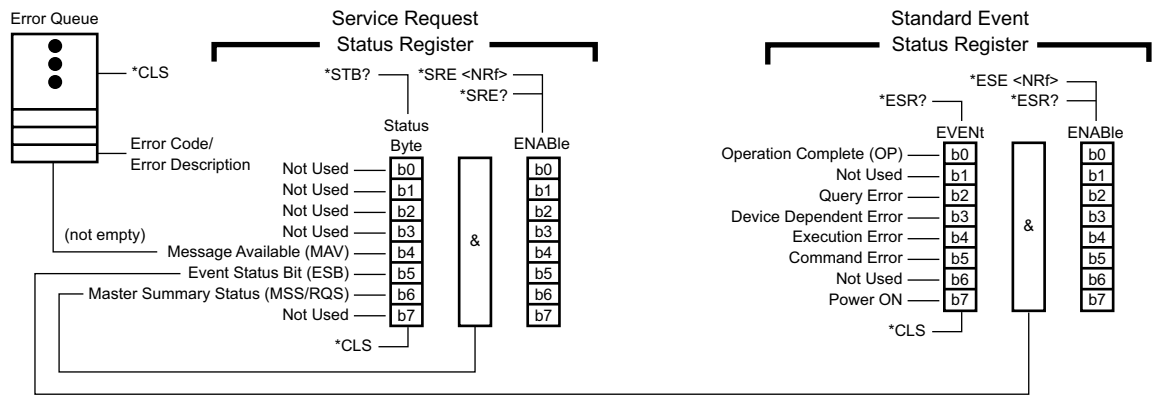 Error Queue
*CLS
Error Code/
Error Description
(not empty)
Service Request
Status Register
*STB?
*SRE <NRf>
*SRE?
Status
Byte
ENABle
Not Used b0 b0
Not Used b1 b1
Not Used b2 b2
Not Used b3 b3
Message Available (MAV) b4 b4
Event Status Bit (ESB) b5 b5
Master Summary Status (MSS/RQS) b6 b6
Not Used b7 b7
&
*CLS
Standard Event
Status Register
*ESR?
*ESE <NRf>
*ESR?
EVENt
ENABle
Operation Complete (OP) b0 b0
Not Used b1 b1
Query Error b2 b2
Device Dependent Error b3 b3
Execution Error b4 b4
Command Error b5 b5
Not Used b6 b6
Power ON b7 b7
&
*CLS